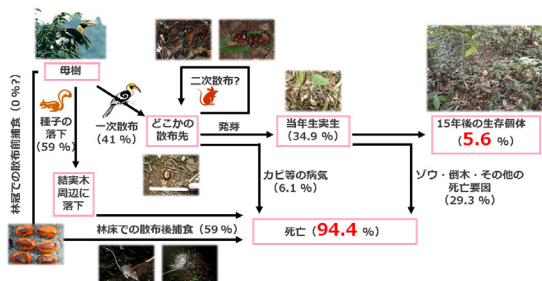 母樹
林冠での散布前捕食(0%?)
種子の
落下
(59 %)
一次散布
(41 %)
二次散布?
どこかの
散布先
発芽
当年生実生
(34.9 %)
15年後の生存個体
(5.6 %)
結実木
周辺に
落下
カビ等の病気
(6.1 %)
ゾウ・倒木・その他の
死亡要因
(29.3 %)
林床での散布後捕食(59 %)
死亡(94.4 %)